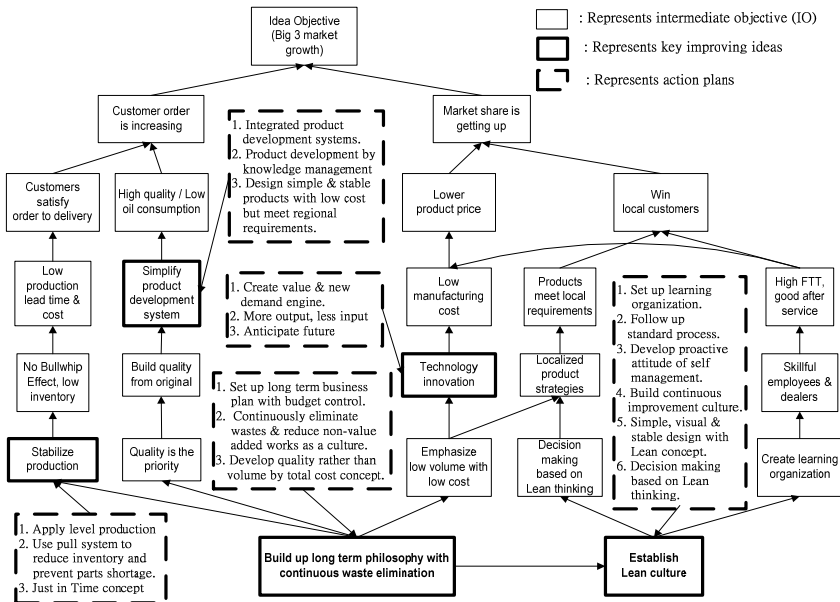 Idea Objective
(Big 3 market
growth)
: Represents intermediate objective (IO)
: Represents key improving ideas
: Represents action plans
Customer order
is increasing
1. Integrated product
development systems.
2. Product development by
knowledge management
3. Design simple & stable
products with low cost
but meet regional
requirements.
Market share is
getting up
Customers
satisfy
order to delivery
High quality / Low
oil consumption
Lower
product price
Win
local customers
Low
production
lead time &
cost
Simplify
product
development
system
1. Create value & new
demand engine.
2. More output, less input
3. Anticipate future
Low
manufacturing
cost
Products
meet local
requirements
1. Set up learning
organization.
2. Follow up
standard process.
3. Develop proactive
attitude of self
management.
4. Build continuous
improvement culture.
5. Simple, visual &
stable design with
Lean concept.
6. Decision making
based on Lean
thinking.
High FTT,
good after
service
No Bullwhip
Effect, low
inventory
Build quality
from original
Technology
innovation
Localized
product
strategies
Skillful
employees &
dealers
1. Set up long term business
plan with budget control.
2. Continuously eliminate
wastes & reduce non-value
added works as a culture.
3. Develop quality rather than
volume by total cost concept.
Stabilize
production
Quality is the
priority
Emphasize
low volume with
low cost
Decision
making
based on
Lean thinking
Create learning
organization
1. Apply level production
2. Use pull system to
reduce inventory and
prevent parts shortage.
3. Just in Time concept
Build up long term philosophy with
continuous waste elimination
Establish
Lean culture